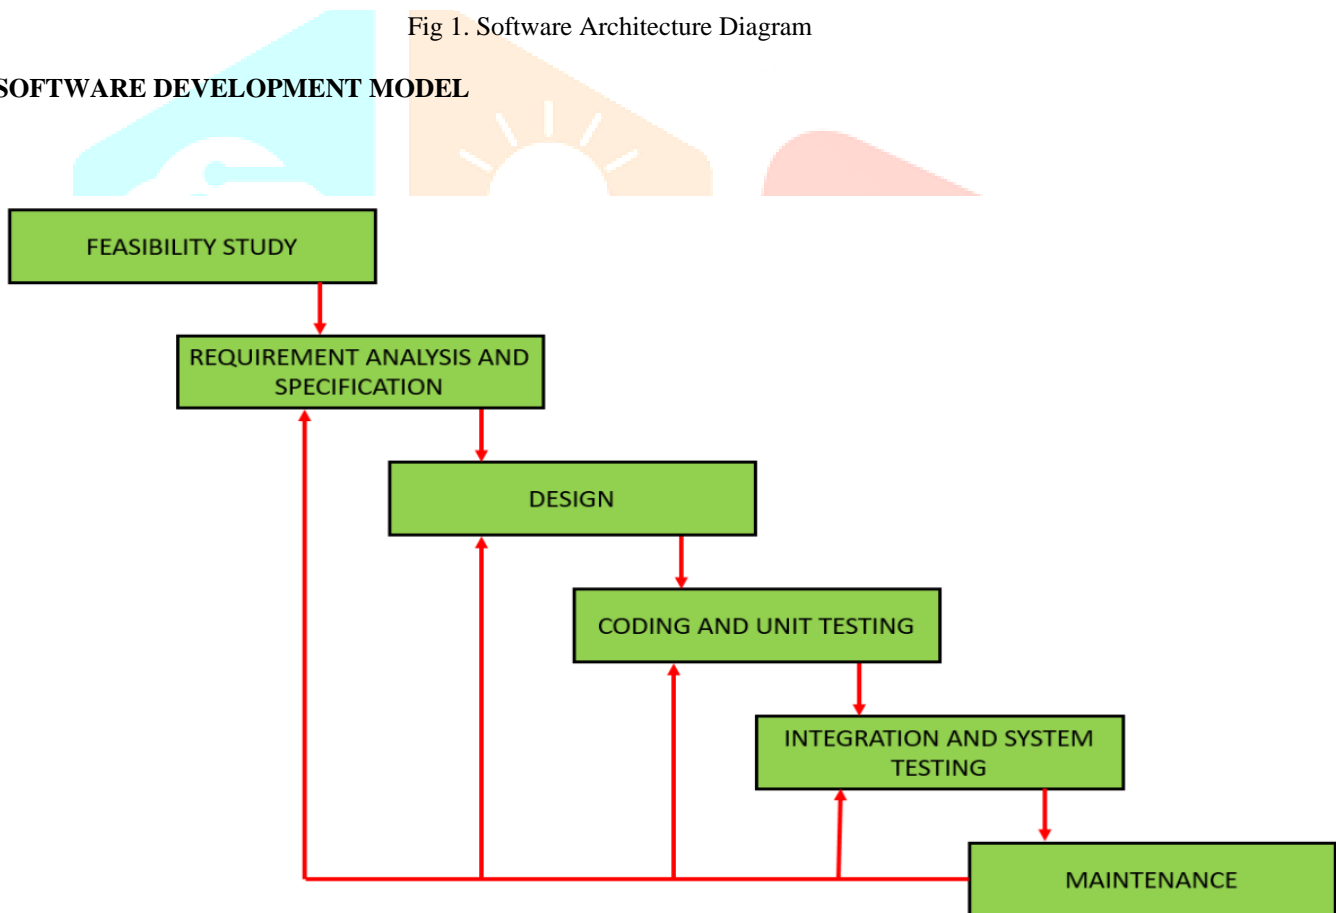 Fig 1. Software Architecture Diagram
SOFTWARE DEVELOPMENT MODEL
FEASIBILITY STUDY
REQUIREMENT ANALYSIS AND
SPECIFICATION
DESIGN
CODING AND UNIT TESTING
INTEGRATION AND SYSTEM
TESTING
MAINTENANCE